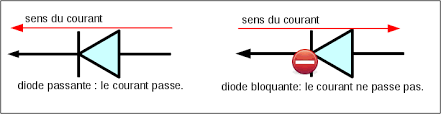 sens du courant
diode passante : le courant passe.
sens du courant
diode bloquante: le courant ne passe pas.